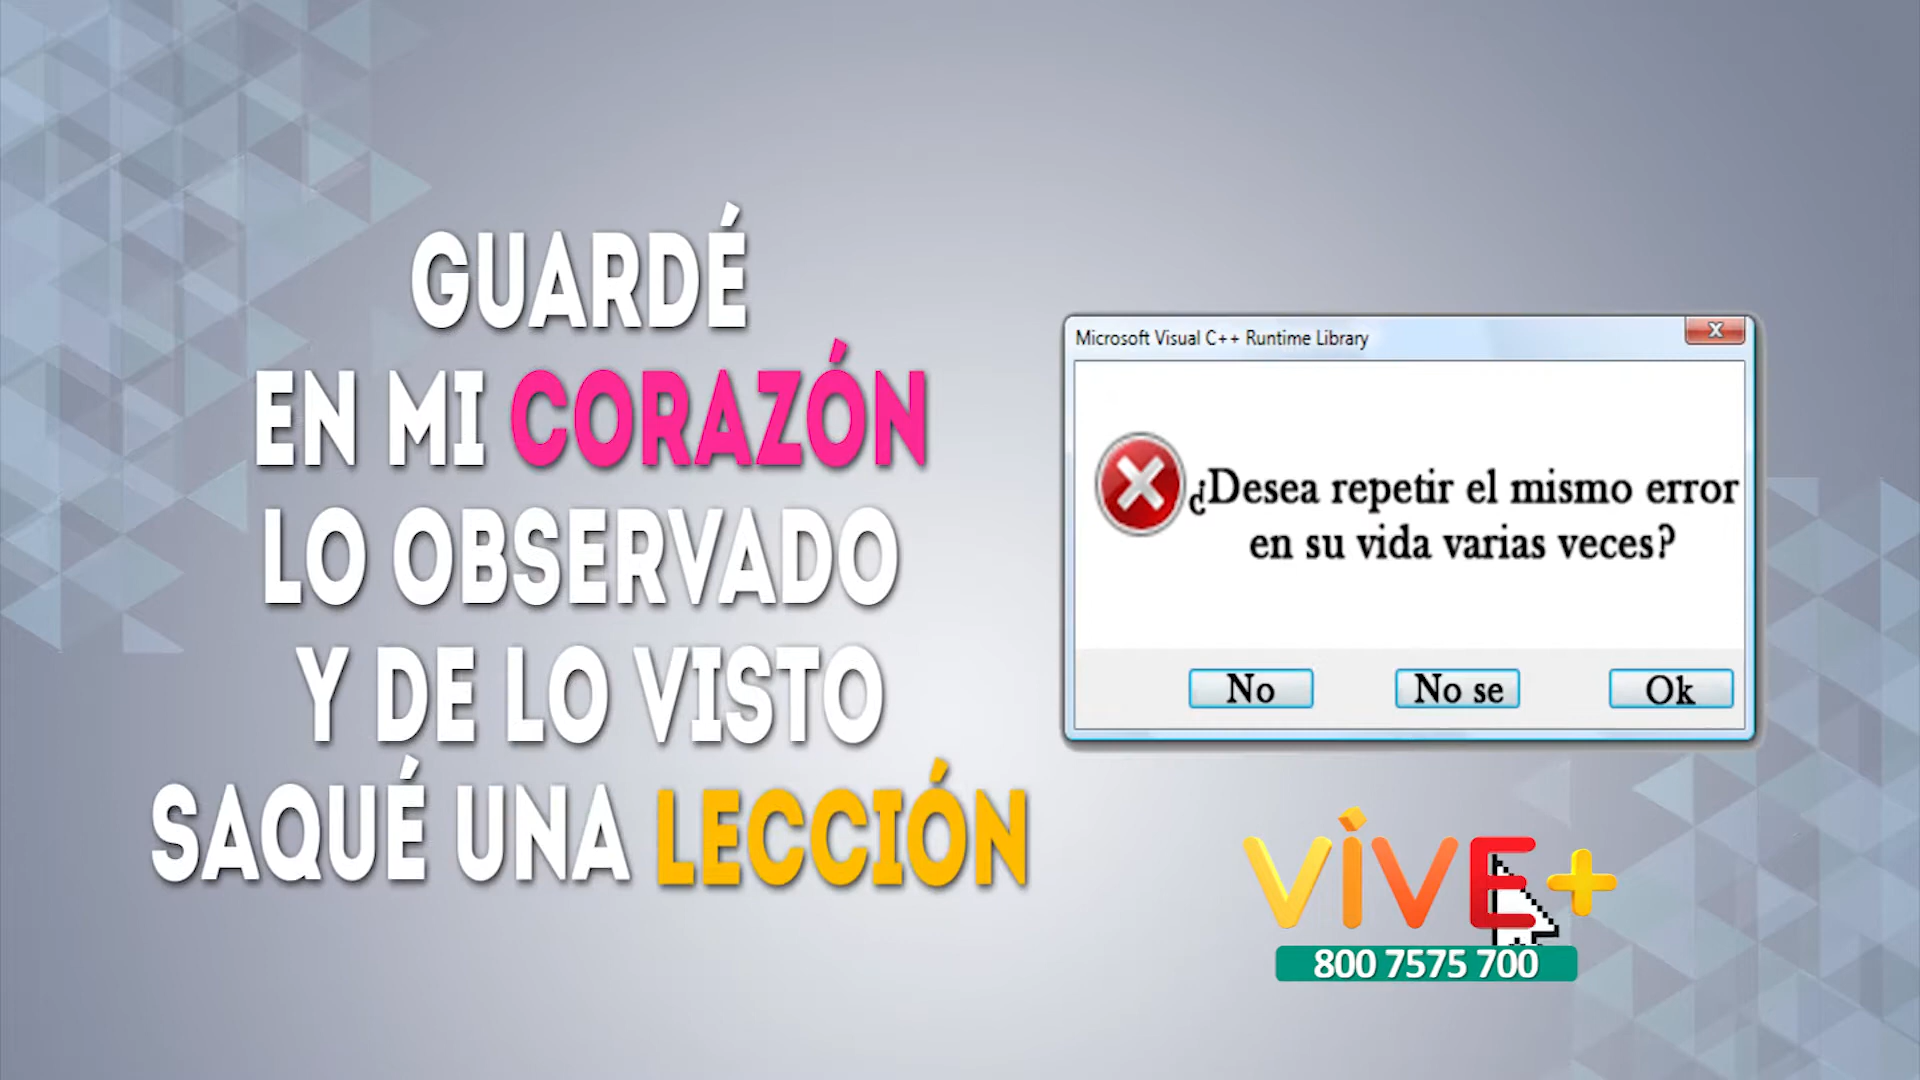 GUARDÉ
EN MI CORAZÓN
LO OBSERVADO
Y DE LO VISTO
SAQUÉ UNA LECCIÓN
Microsoft Visual C++ Runtime Library
X
¿Desea repetir el mismo error
en su vida varias veces?
No
No se
Ok
VIVE+
800 7575 700